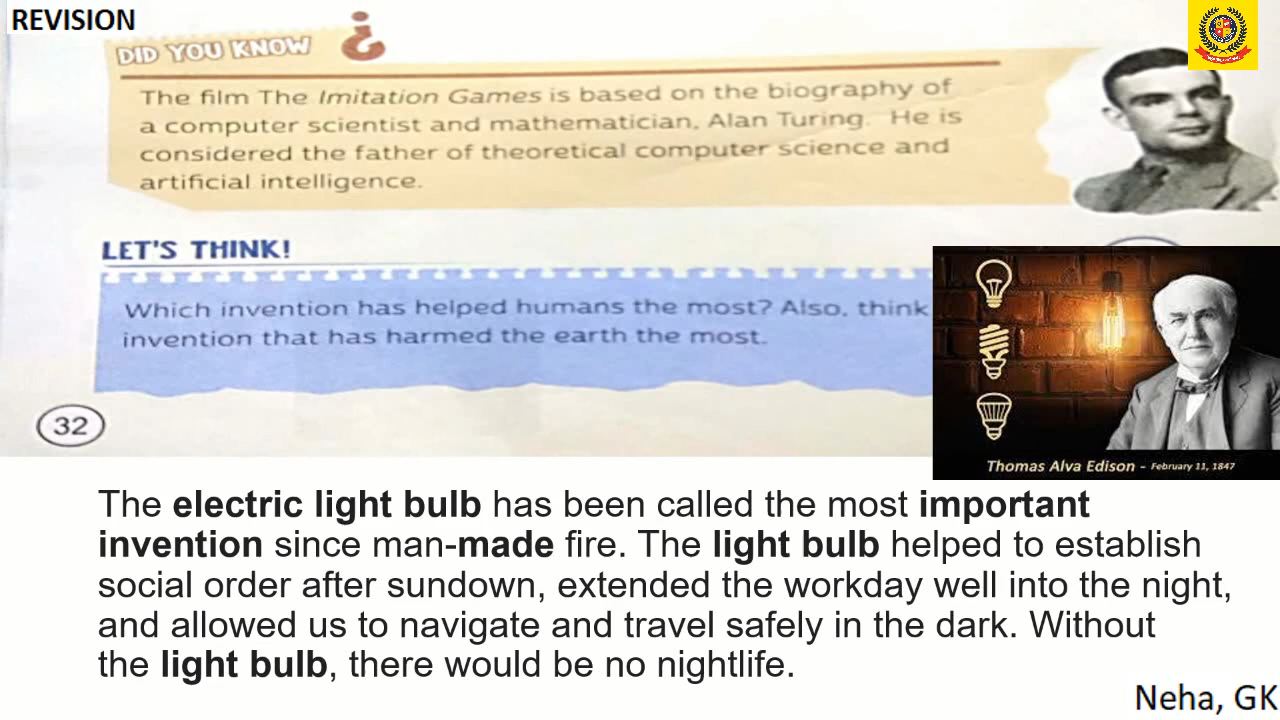 REVISION
DID YOU KNOW
The film The Imitation Games is based on the biography of
a computer scientist and mathematician, Alan Turing. He is
considered the father of theoretical computer science and
artificial intelligence.
LET'S THINK!
Which invention has helped humans the most? Also, think
invention that has harmed the earth the most.
32
Thomas Alva Edison - February 11, 1847
The electric light bulb has been called the most important
invention since man-made fire. The light bulb helped to establish
social order after sundown, extended the workday well into the night,
and allowed us to navigate and travel safely in the dark. Without
the light bulb, there would be no nightlife.
Neha, GK